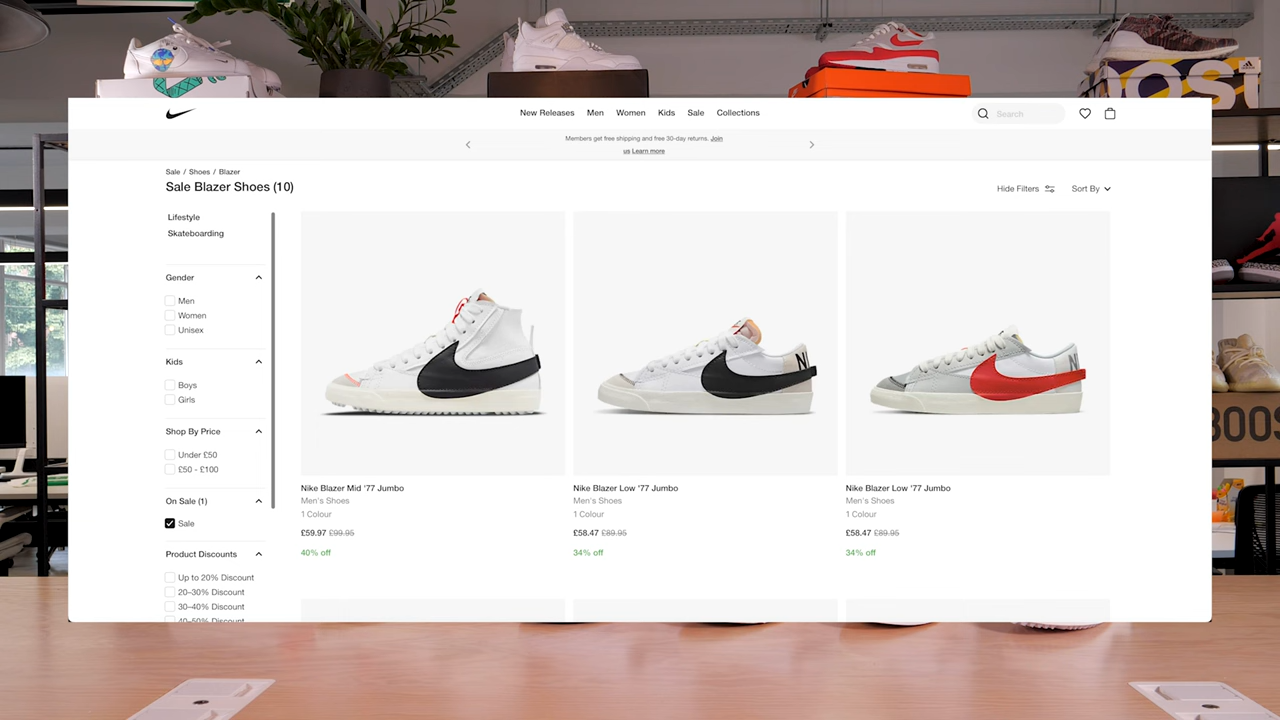 New Releases Men Women Kids Sale Collections
Search
Members get free shipping and free 30-day returns. Join
us Learn more
Sale / Shoes / Blazer
Sale Blazer Shoes (10)
Hide Filters
Sort By
Lifestyle
Skateboarding
Gender
Men
Women
Unisex
Kids
Boys
Girls
Shop By Price
Under £50
£50 - £100
On Sale (1)
Sale
Product Discounts
Up to 20% Discount
20–30% Discount
30–40% Discount
40–50% Discount
Nike Blazer Mid '77 Jumbo
Men's Shoes
1 Colour
£59.97 £99.95
40% off
Nike Blazer Low '77 Jumbo
Men's Shoes
1 Colour
£58.47 £89.95
34% off
Nike Blazer Low '77 Jumbo
Men's Shoes
1 Colour
£58.47 £89.95
34% off